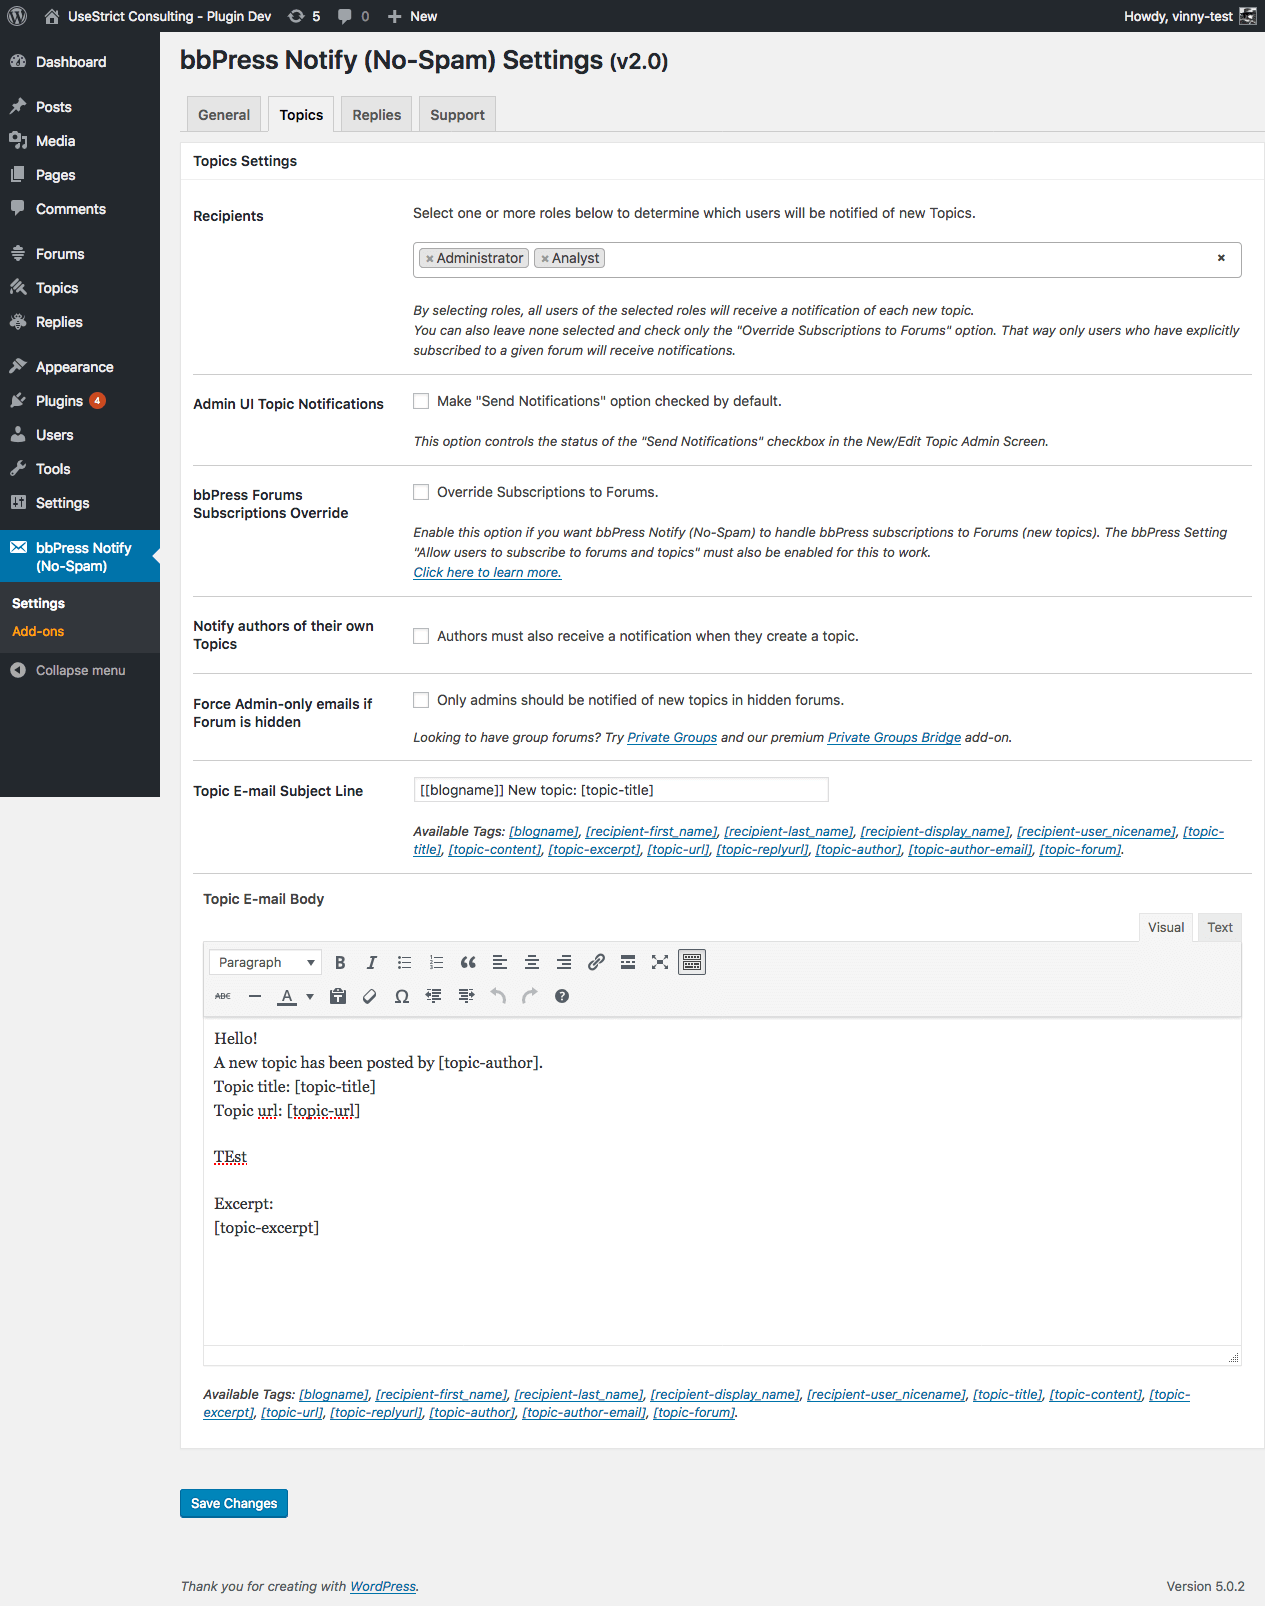 UseStrict Consulting - Plugin Dev 5 0 New Howdy, vinny-test
Dashboard
Posts
Media
Pages
Comments
Forums
Topics
Replies
Appearance
Plugins 4
Users
Tools
Settings
bbPress Notify
(No-Spam)
Settings
Add-ons
Collapse menu
bbPress Notify (No-Spam) Settings (v2.0)
General Topics Replies Support
Topics Settings
Recipients
Select one or more roles below to determine which users will be notified of new Topics.
×Administrator ×Analyst ×
By selecting roles, all users of the selected roles will receive a notification of each new topic.
You can also leave none selected and check only the "Override Subscriptions to Forums" option. That way only users who have explicitly
subscribed to a given forum will receive notifications.
Admin UI Topic Notifications
Make "Send Notifications" option checked by default.
This option controls the status of the "Send Notifications" checkbox in the New/Edit Topic Admin Screen.
bbPress Forums
Subscriptions Override
Override Subscriptions to Forums.
Enable this option if you want bbPress Notify (No-Spam) to handle bbPress subscriptions to Forums (new topics). The bbPress Setting
"Allow users to subscribe to forums and topics" must also be enabled for this to work.
Click here to learn more.
Notify authors of their own
Topics
Authors must also receive a notification when they create a topic.
Force Admin-only emails if
Forum is hidden
Only admins should be notified of new topics in hidden forums.
Looking to have group forums? Try Private Groups and our premium Private Groups Bridge add-on.
Topic E-mail Subject Line
[[blogname]] New topic: [topic-title]
Available Tags: [blogname], [recipient-first_name], [recipient-last_name], [recipient-display_name], [recipient-user_nicename], [topic-
title], [topic-content], [topic-excerpt], [topic-url], [topic-replyurl], [topic-author], [topic-author-email], [topic-forum].
Topic E-mail Body
Visual Text
Paragraph B I
ABC A Ω ?
Hello!
A new topic has been posted by [topic-author].
Topic title: [topic-title]
Topic url: [topic-url]
TEst
Excerpt:
[topic-excerpt]
Available Tags: [blogname], [recipient-first_name], [recipient-last_name], [recipient-display_name], [recipient-user_nicename], [topic-title], [topic-content], [topic-
excerpt], [topic-url], [topic-replyurl], [topic-author], [topic-author-email], [topic-forum].
Save Changes
Thank you for creating with WordPress. Version 5.0.2